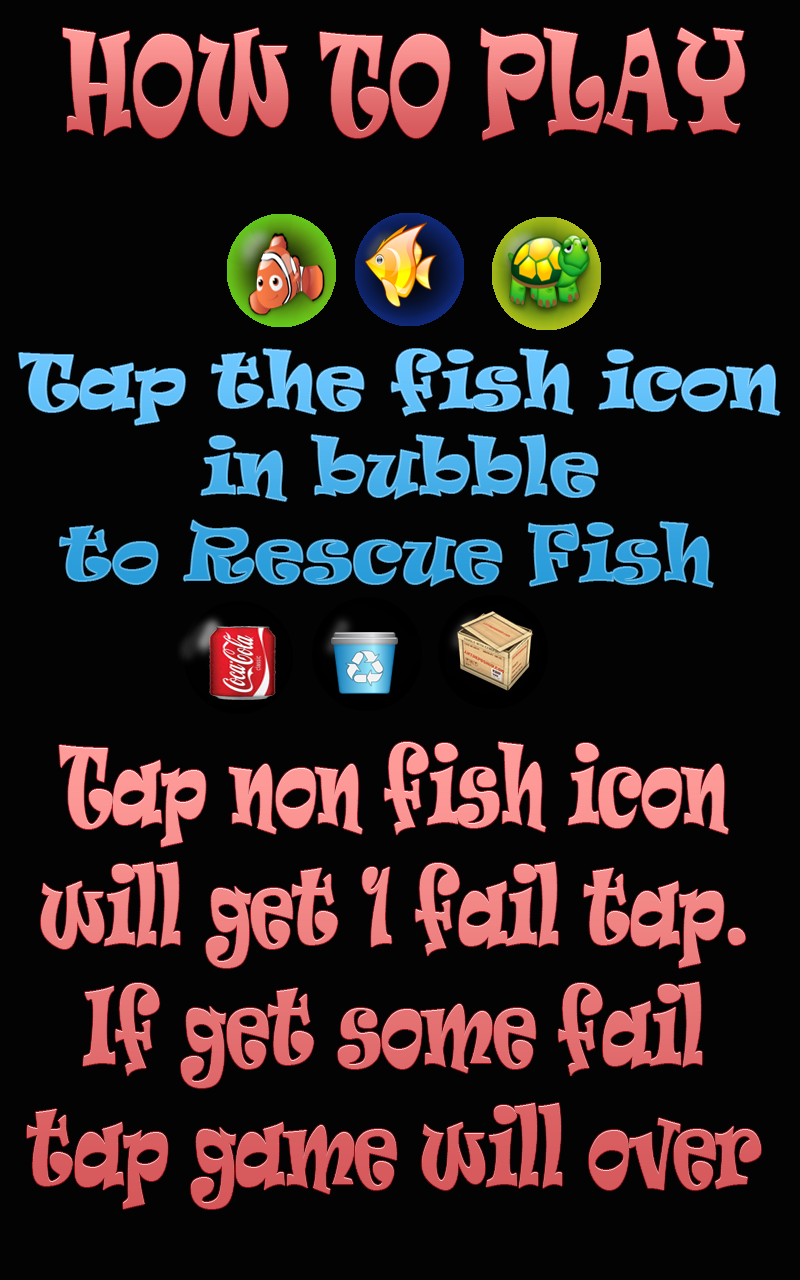 HOW TO PLAY
Tap the fish icon
in bubble
to Rescue Fish
Coca-Cola
CLASSIC
Tap non fish icon
will get 1 fail tap.
If get some fail
tap game will over